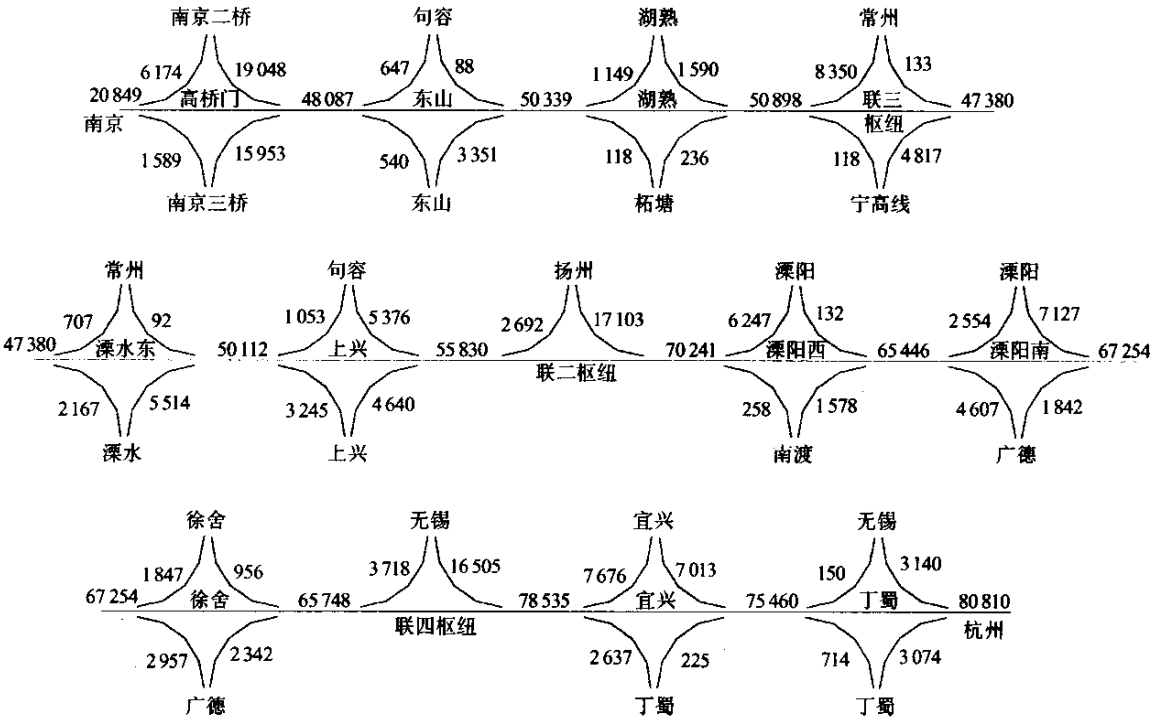 南京二桥 句容 湖熟 常州
6 174 19 048 647 88 1 149 1 590 8 350 133
20 849 高桥门 48 087 东山 50 339 湖熟 50 898 联三 47 380
南京 枢纽
1 589 15 953 540 3 351 118 236 118 4 817
南京三桥 东山 柘塘 宁高线
常州 句容 扬州 溧阳 溧阳
707 92 1 053 5 376 2 692 17 103 6 247 132 2 554 7 127
47 380 溧水东 50 112 上兴 55 830 70 241 溧阳西 65 446 溧阳南 67 254
联二枢纽
2 167 5 514 3 245 4 640 258 1 578 4 607 1 842
溧水 上兴 南渡 广德
徐舍 无锡 宜兴 无锡
1 847 956 3 718 16 505 7 676 7 013 150 3 140
67 254 徐舍 65 748 78 535 宜兴 75 460 丁蜀 80 810
联四枢纽 杭州
2 957 2 342 2 637 225 714 3 074
广德 丁蜀 丁蜀